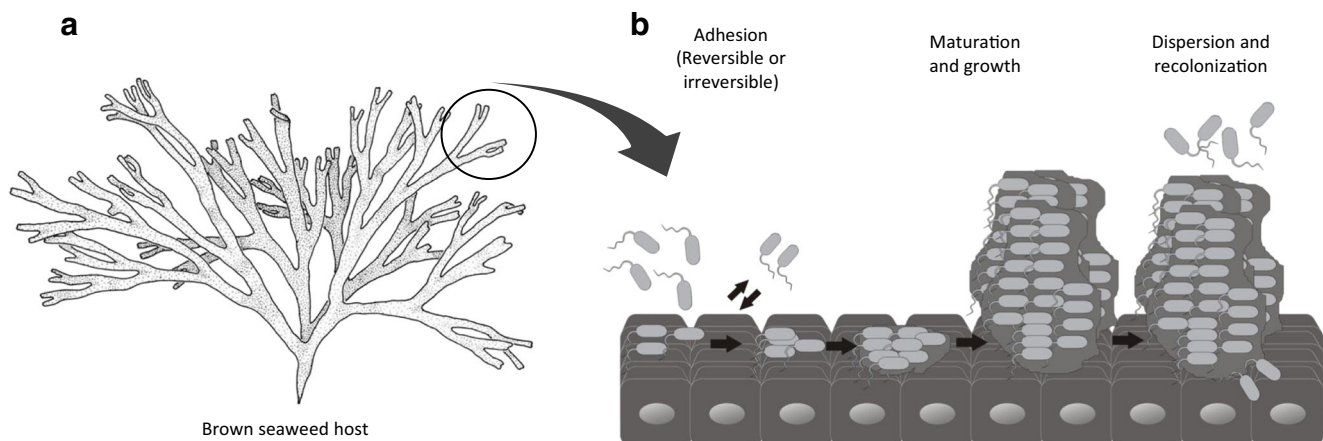 a
b
Adhesion
(Reversible or
irreversible)
Maturation
and growth
Dispersion and
recolonization
Brown seaweed host